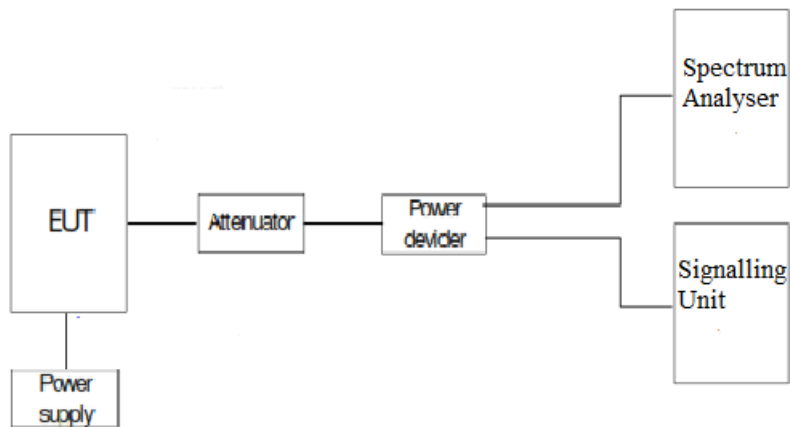 Spectrum
Analyser
EUT
Attenuator
Power
devider
Signalling
Unit
Power
supply